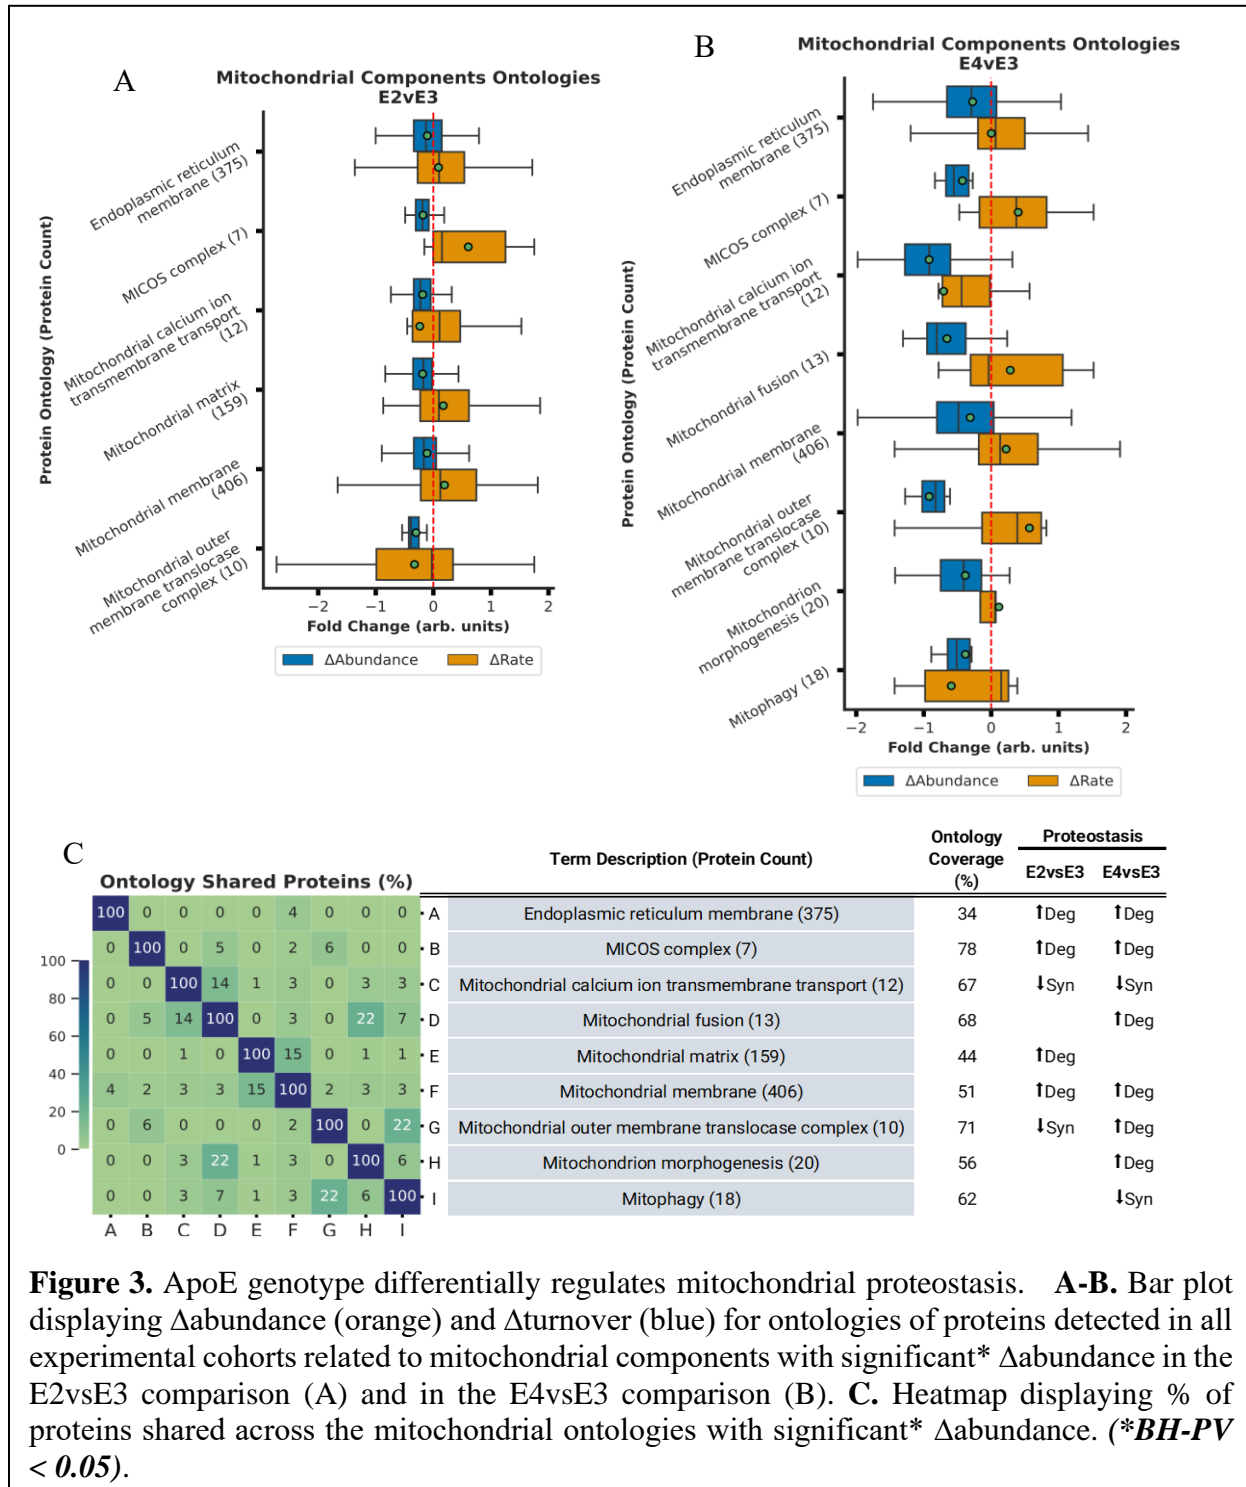 A
Mitochondrial Components Ontologies
E2vE3
Protein Ontology (Protein Count)
Endoplasmic reticulum
membrane (375)
MICOS complex (7)
Mitochondrial calcium ion
transmembrane transport
(12)
Mitochondrial matrix
(159)
Mitochondrial membrane
(406)
Mitochondrial outer
membrane translocase
complex (10)
−2 −1 0 1 2
Fold Change (arb. units)
ΔAbundance ΔRate
B
Mitochondrial Components Ontologies
E4vE3
Protein Ontology (Protein Count)
Endoplasmic reticulum
membrane (375)
MICOS complex (7)
Mitochondrial calcium ion
transmembrane transport
(12)
Mitochondrial fusion (13)
Mitochondrial membrane
(406)
Mitochondrial outer
membrane translocase
complex (10)
Mitochondrion
morphogenesis (20)
Mitophagy (18)
−2 −1 0 1 2
Fold Change (arb. units)
ΔAbundance ΔRate
C
Ontology Shared Proteins (%)
Term Description (Protein Count)
Ontology
Coverage
(%)
Proteostasis
E2vsE3 E4vsE3
100
80
60
40
20
0
100 0 0 0 0 4 0 0 0 A Endoplasmic reticulum membrane (375) 34 ↑Deg ↑Deg
0 100 0 5 0 2 6 0 0 B MICOS complex (7) 78 ↑Deg ↑Deg
0 0 100 14 1 3 0 3 3 C Mitochondrial calcium ion transmembrane transport (12) 67 ↓Syn ↓Syn
0 5 14 100 0 3 0 22 7 D Mitochondrial fusion (13) 68 ↑Deg
0 0 1 0 100 15 0 1 1 E Mitochondrial matrix (159) 44 ↑Deg
4 2 3 3 15 100 2 3 3 F Mitochondrial membrane (406) 51 ↑Deg ↑Deg
0 6 0 0 0 2 100 0 22 G Mitochondrial outer membrane translocase complex (10) 71 ↓Syn ↑Deg
0 0 3 22 1 3 0 100 6 H Mitochondrion morphogenesis (20) 56 ↑Deg
0 0 3 7 1 3 22 6 100 I Mitophagy (18) 62 ↓Syn
A B C D E F G H I
Figure 3. ApoE genotype differentially regulates mitochondrial proteostasis. A-B. Bar plot
displaying Δabundance (orange) and Δturnover (blue) for ontologies of proteins detected in all
experimental cohorts related to mitochondrial components with significant* Δabundance in the
E2vsE3 comparison (A) and in the E4vsE3 comparison (B). C. Heatmap displaying % of
proteins shared across the mitochondrial ontologies with significant* Δabundance. (*BH-PV
< 0.05).